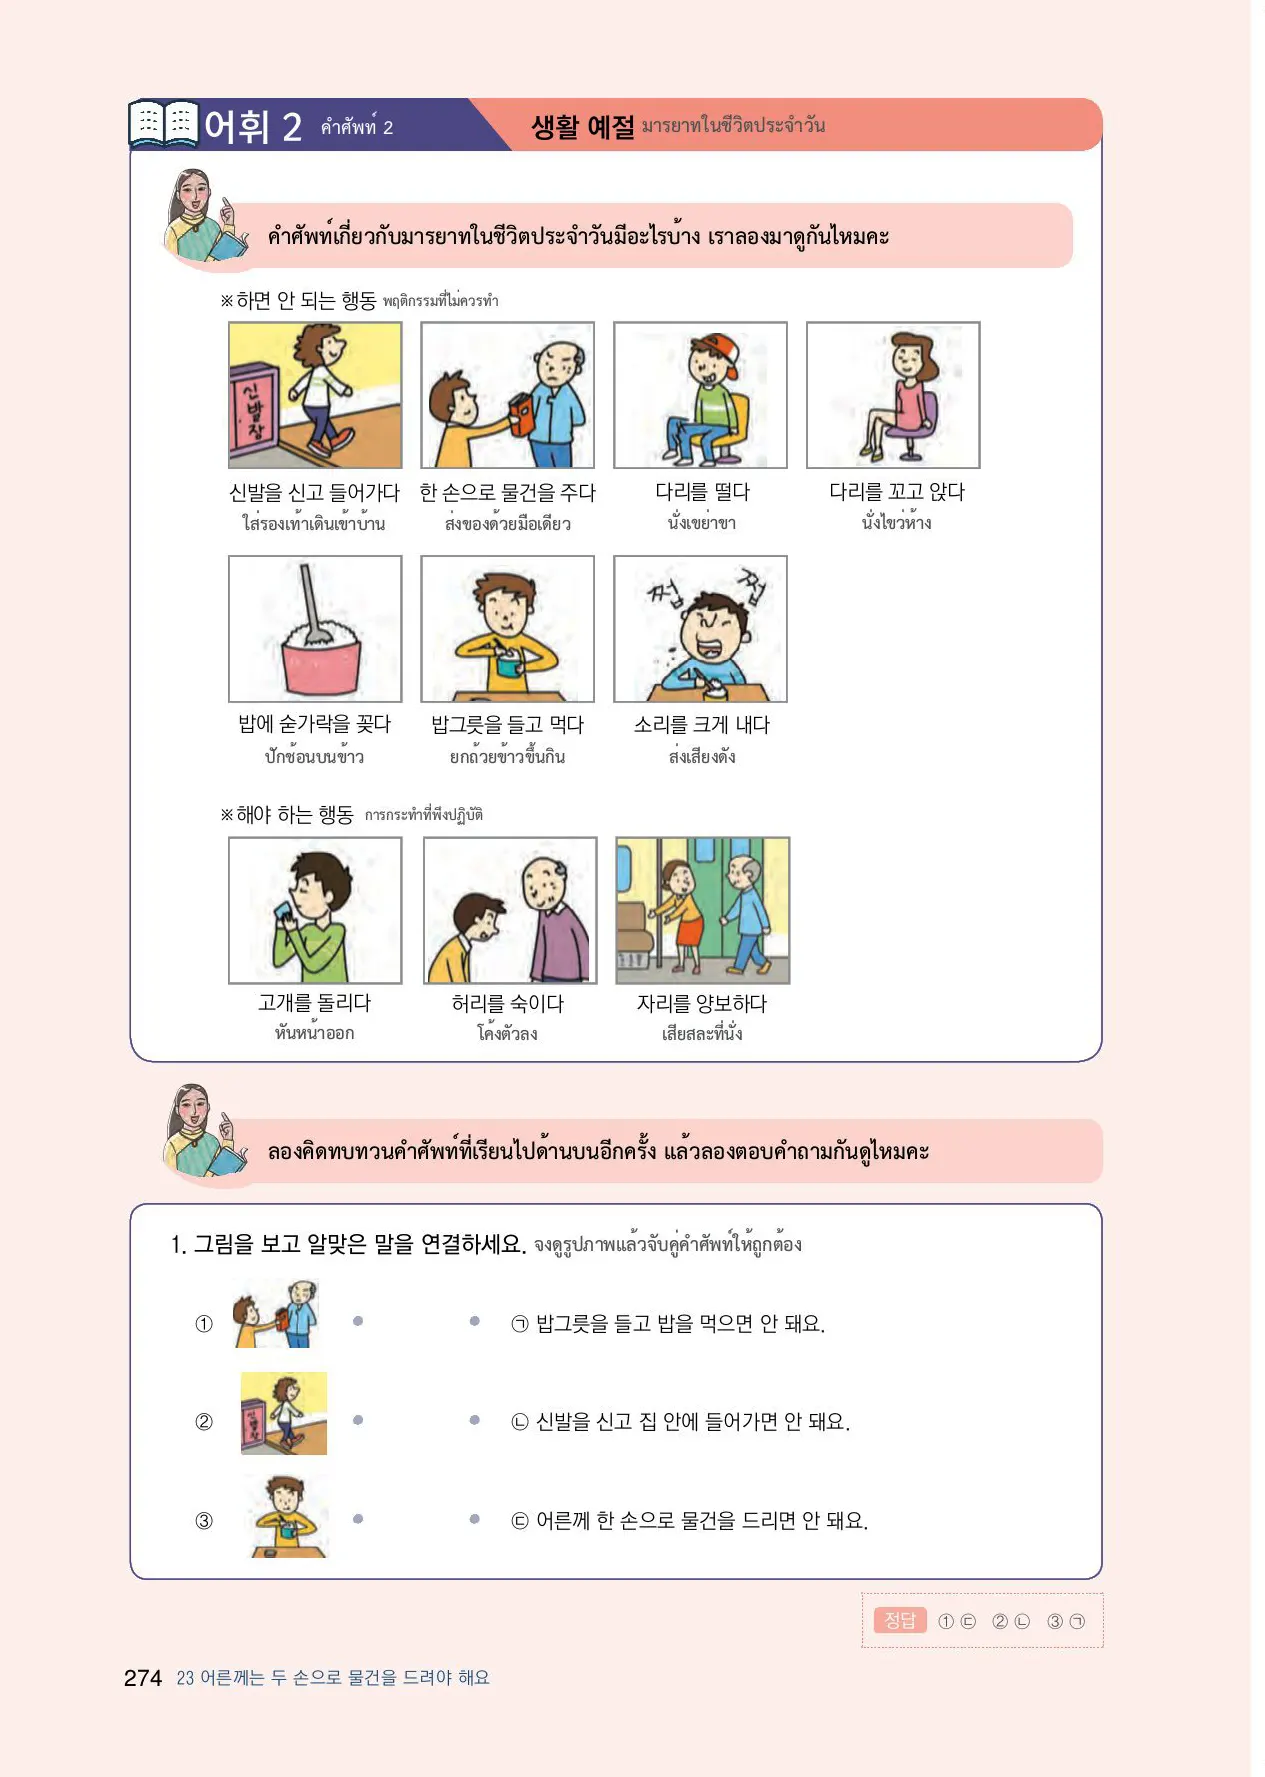 어휘 2 คำศัพท์ 2 생활 예절 มารยาทในชีวิตประจำวัน
คำศัพท์เกี่ยวกับมารยาทในชีวิตประจำวันมีอะไรบ้าง เราลองมาดูกันไหมคะ
※하면 안 되는 행동 พฤติกรรมที่ไม่ควรทำ
신발장
신발을 신고 들어가다 한 손으로 물건을 주다 다리를 떨다 다리를 꼬고 앉다
ใส่รองเท้าเดินเข้าบ้าน ส่งของด้วยมือเดียว นั่งเขย่าขา นั่งไขว่ห้าง
쩝 쩝
밥에 숟가락을 꽂다 밥그릇을 들고 먹다 소리를 크게 내다
ปักช้อนบนข้าว ยกถ้วยข้าวขึ้นกิน ส่งเสียงดัง
※해야 하는 행동 การกระทำที่พึงปฏิบัติ
고개를 돌리다 허리를 숙이다 자리를 양보하다
หันหน้าออก โค้งตัวลง เสียสละที่นั่ง
ลองคิดทบทวนคำศัพท์ที่เรียนไปด้านบนอีกครั้ง แล้วลองตอบคำถามกันดูไหมคะ
1. 그림을 보고 알맞은 말을 연결하세요. จงดูรูปภาพแล้วจับคู่คำศัพท์ให้ถูกต้อง
① ㉠ 밥그릇을 들고 밥을 먹으면 안 돼요.
② 신발장 ㉡ 신발을 신고 집 안에 들어가면 안 돼요.
③ ㉢ 어른께 한 손으로 물건을 드리면 안 돼요.
정답 ① ㉢ ② ㉡ ③ ㉠
274 23 어른께는 두 손으로 물건을 드려야 해요